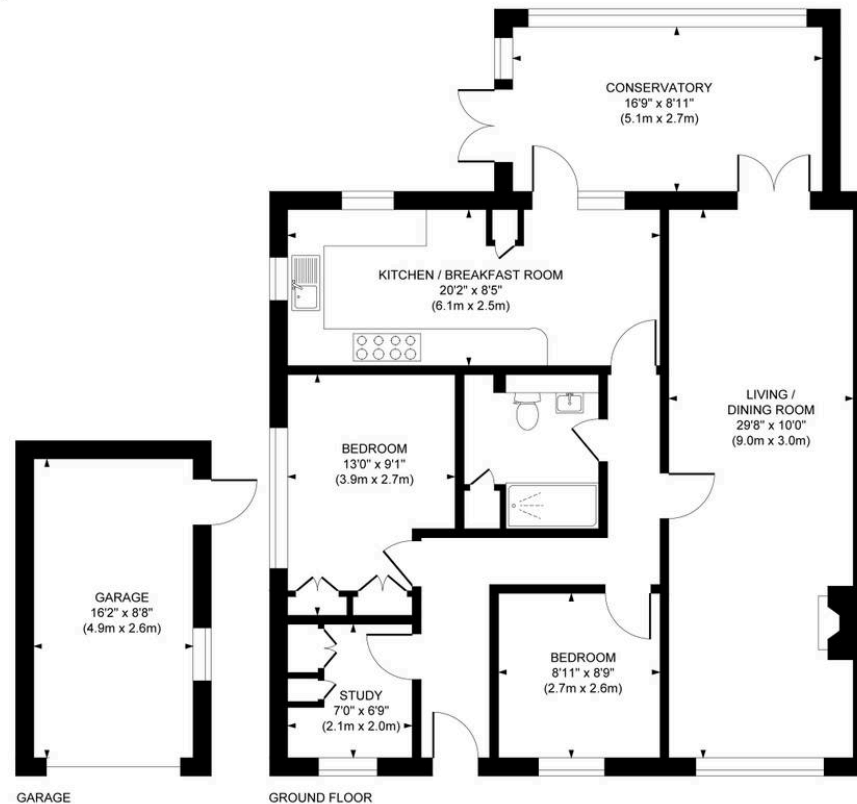 CONSERVATORY
16'9" x 8'11"
(5.1m x 2.7m)
KITCHEN / BREAKFAST ROOM
20'2" x 8'5"
(6.1m x 2.5m)
LIVING /
DINING ROOM
29'8" x 10'0"
(9.0m x 3.0m)
BEDROOM
13'0" x 9'1"
(3.9m x 2.7m)
GARAGE
16'2" x 8'8"
(4.9m x 2.6m)
BEDROOM
8'11" x 8'9"
(2.7m x 2.6m)
STUDY
7'0" x 6'9"
(2.1m x 2.0m)
GARAGE
GROUND FLOOR